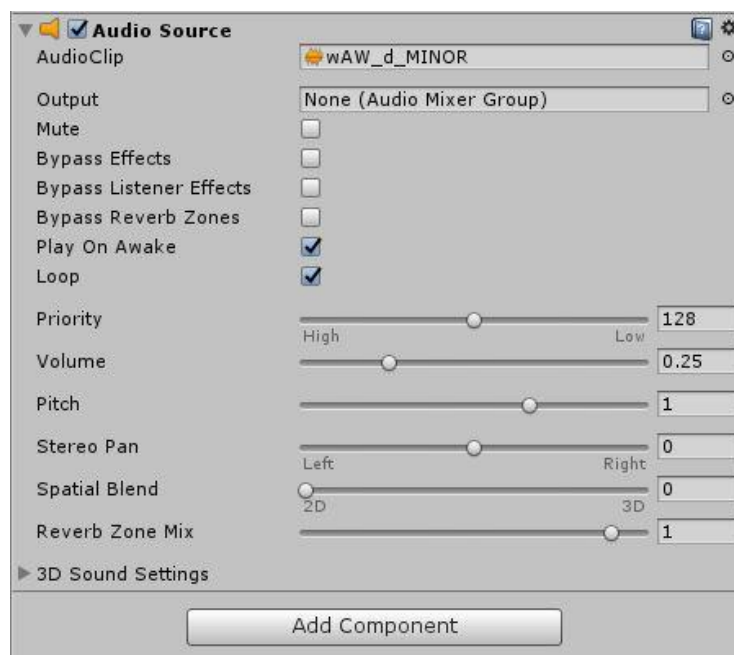 Audio Source
AudioClip wAW_d_MINOR
Output None (Audio Mixer Group)
Mute
Bypass Effects
Bypass Listener Effects
Bypass Reverb Zones
Play On Awake
Loop
Priority 128
High Low
Volume 0.25
Pitch 1
Stereo Pan 0
Left Right
Spatial Blend 0
2D 3D
Reverb Zone Mix 1
3D Sound Settings
Add Component